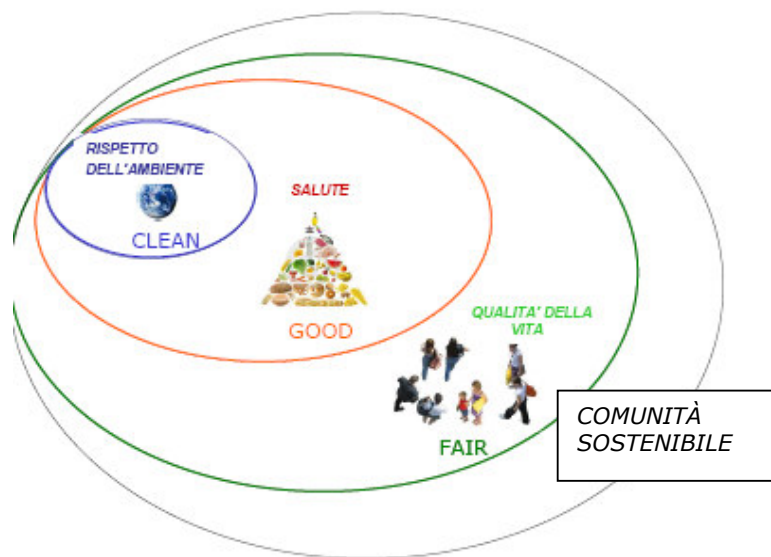 RISPETTO
DELL'AMBIENTE
CLEAN
SALUTE
GOOD
QUALITA' DELLA
VITA
FAIR
COMUNITÀ
SOSTENIBILE